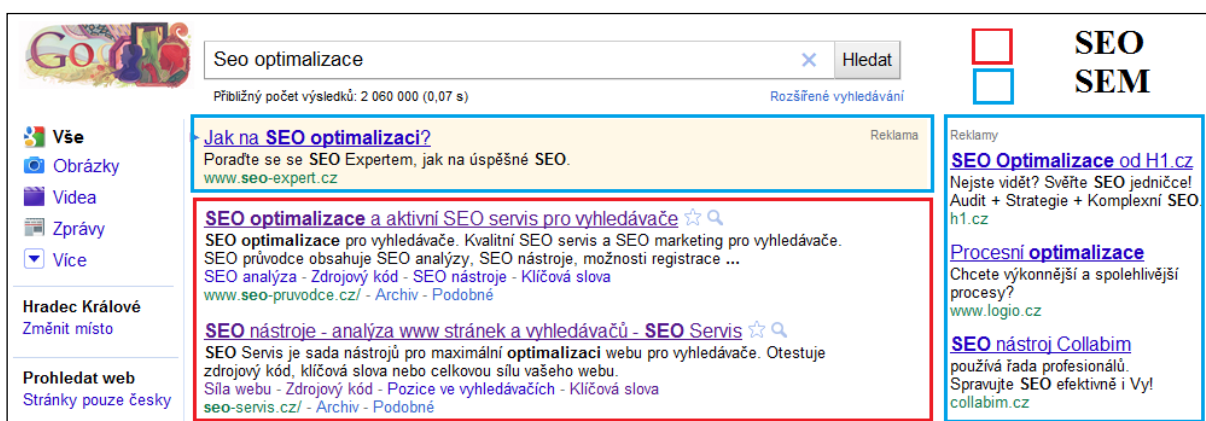 Google
Seo optimalizace
Hledat
Přibližný počet výsledků: 2 060 000 (0,07 s)
Rozšířené vyhledávání
SEO
SEM
Vše
Obrázky
Videa
Zprávy
Více
Hradec Králové
Změnit místo
Prohledat web
Stránky pouze česky
Jak na SEO optimalizaci?
Reklama
Poraďte se se SEO Expertem, jak na úspěšné SEO.
www.seo-expert.cz
SEO optimalizace a aktivní SEO servis pro vyhledávače
SEO optimalizace pro vyhledávače. Kvalitní SEO servis a SEO marketing pro vyhledávače.
SEO průvodce obsahuje SEO analýzy, SEO nástroje, možnosti registrace ...
SEO analýza - Zdrojový kód - SEO nástroje - Klíčová slova
www.seo-pruvodce.cz/ - Archiv - Podobné
SEO nástroje - analýza www stránek a vyhledávačů - SEO Servis
SEO Servis je sada nástrojů pro maximální optimalizaci webu pro vyhledávače. Otestuje
zdrojový kód, klíčová slova nebo celkovou sílu vašeho webu.
Síla webu - Zdrojový kód - Pozice ve vyhledávačích - Klíčová slova
seo-servis.cz/ - Archiv - Podobné
Reklamy
SEO Optimalizace od H1.cz
Nejste vidět? Svěřte SEO jedničce!
Audit + Strategie + Komplexní SEO.
h1.cz
Procesní optimalizace
Chcete výkonnější a spolehlivější
procesy?
www.logio.cz
SEO nástroj Collabim
používá řada profesionálů.
Spravujte SEO efektivně i Vy!
collabim.cz